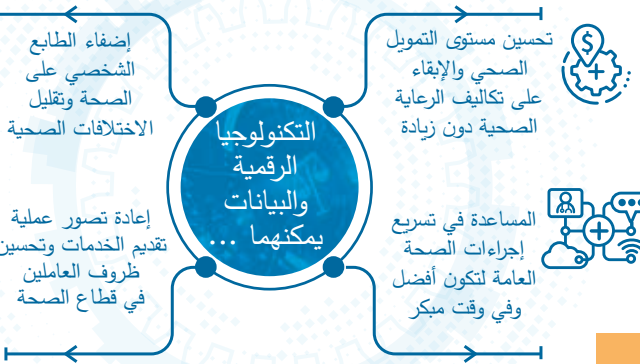 التكنولوجيا
الرقمية
والبيانات
يمكنهما ...
تحسين مستوى التمويل
الصحي والإبقاء
على تكاليف الرعاية
الصحية دون زيادة
إضفاء الطابع
الشخصي على
الصحة وتقليل
الاختلافات الصحية
المساعدة في تسريع
إجراءات الصحة
العامة لتكون أفضل
وفي وقت مبكر
إعادة تصور عملية
تقديم الخدمات وتحسين
ظروف العاملين
في قطاع الصحة